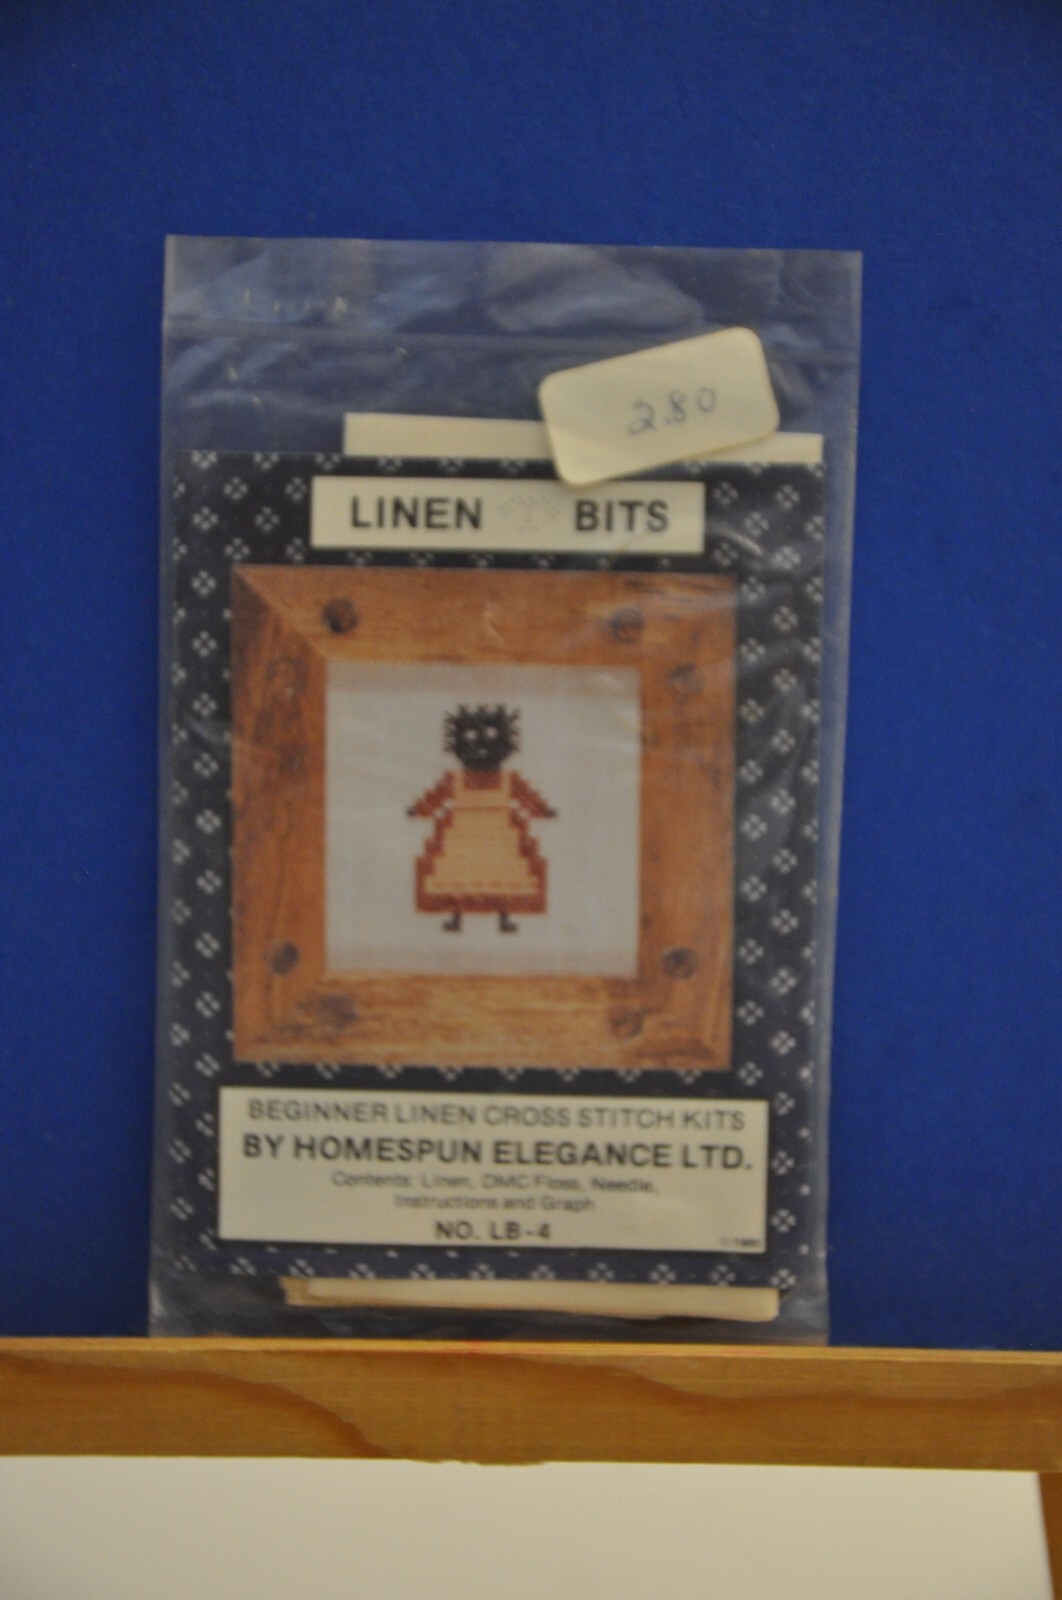 2.80
LINEN BITS
BEGINNER LINEN CROSS STITCH KITS
BY HOMESPUN ELEGANCE LTD.
Contents: Linen, DMC Floss, Needle,
Instructions and Graph
NO. LB-4